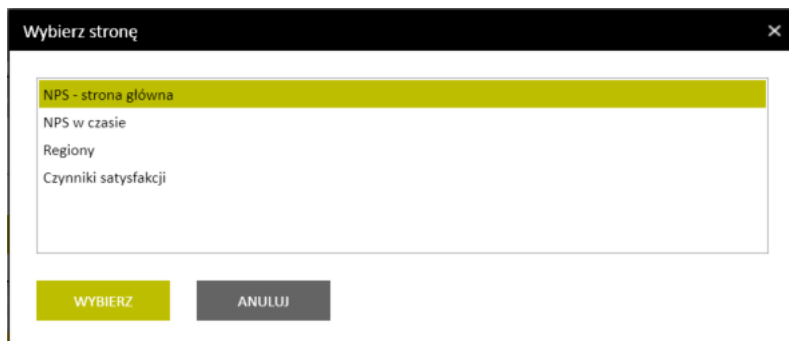 Wybierz stronę
NPS - strona główna
NPS w czasie
Regiony
Czynniki satysfakcji
WYBIERZ ANULUJ